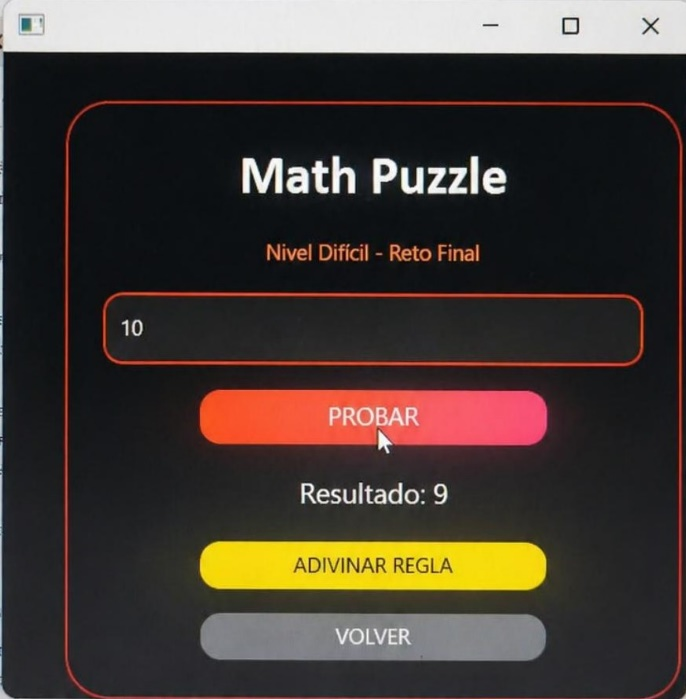 Math Puzzle
Nivel Difícil - Reto Final
10
PROBAR
Resultado: 9
ADIVINAR REGLA
VOLVER